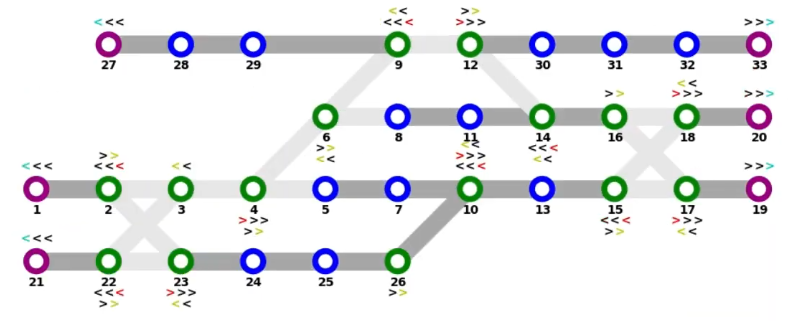 << >>
<<< <<< >>> >>>
27 28 29 9 12 30 31 32 33
<<
>> >>> >>>
6 8 11 14 16 18 20
>> << <<<
>> << >>> <<
<<< <<< << <<< >>>
1 2 3 4 5 7 10 13 15 17 19
>>> <<< >>>
>> >> <<
<<<
21 22 23 24 25 26
<<< >>> >>
>> <<